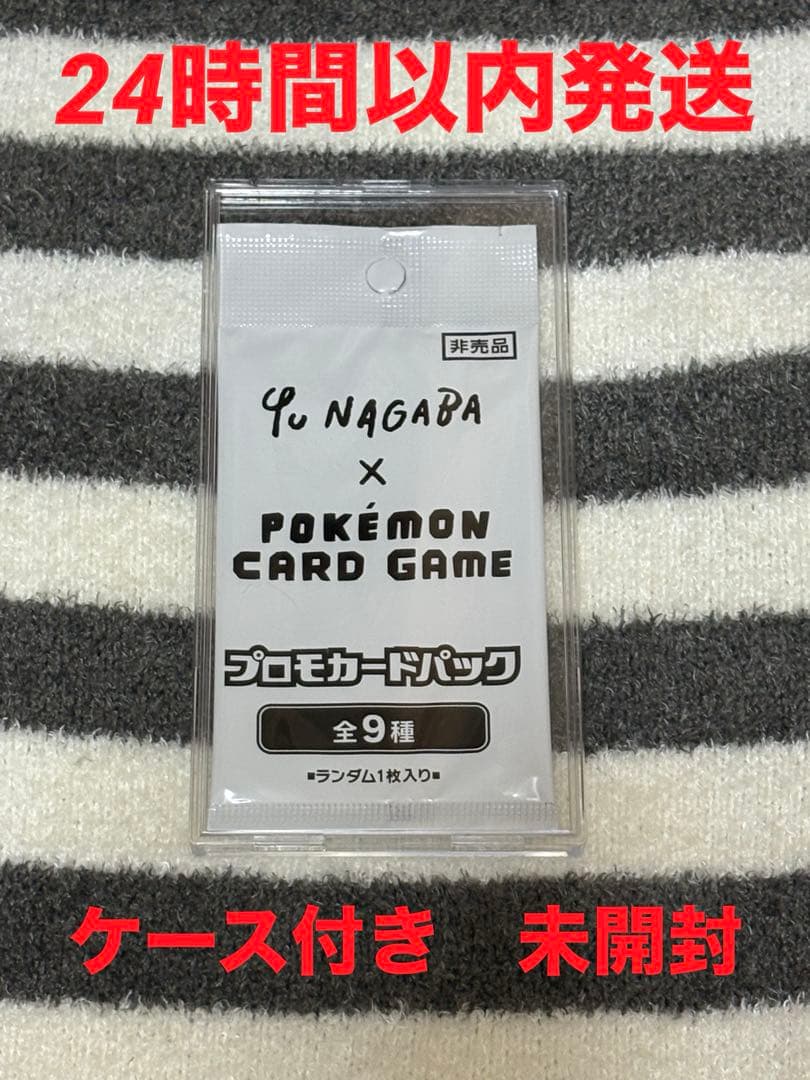 24時間以内発送
非売品
YU NAGABA
×
POKÉMON
CARD GAME
プロモカードパック
全9種
■ランダム1枚入り■
ケース付き 未開封